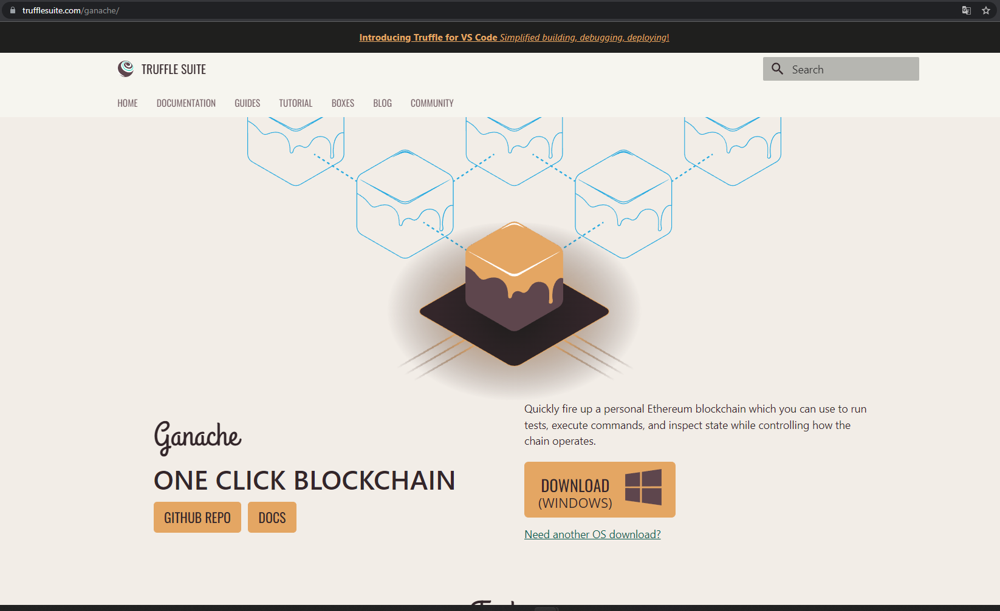 trufflesuite.com/ganache/
Introducing Truffle for VS Code Simplified building, debugging, deploying!
TRUFFLE SUITE
Search
HOME DOCUMENTATION GUIDES TUTORIAL BOXES BLOG COMMUNITY
Ganache
ONE CLICK BLOCKCHAIN
GITHUB REPO DOCS
Quickly fire up a personal Ethereum blockchain which you can use to run
tests, execute commands, and inspect state while controlling how the
chain operates.
DOWNLOAD
(WINDOWS)
Need another OS download?